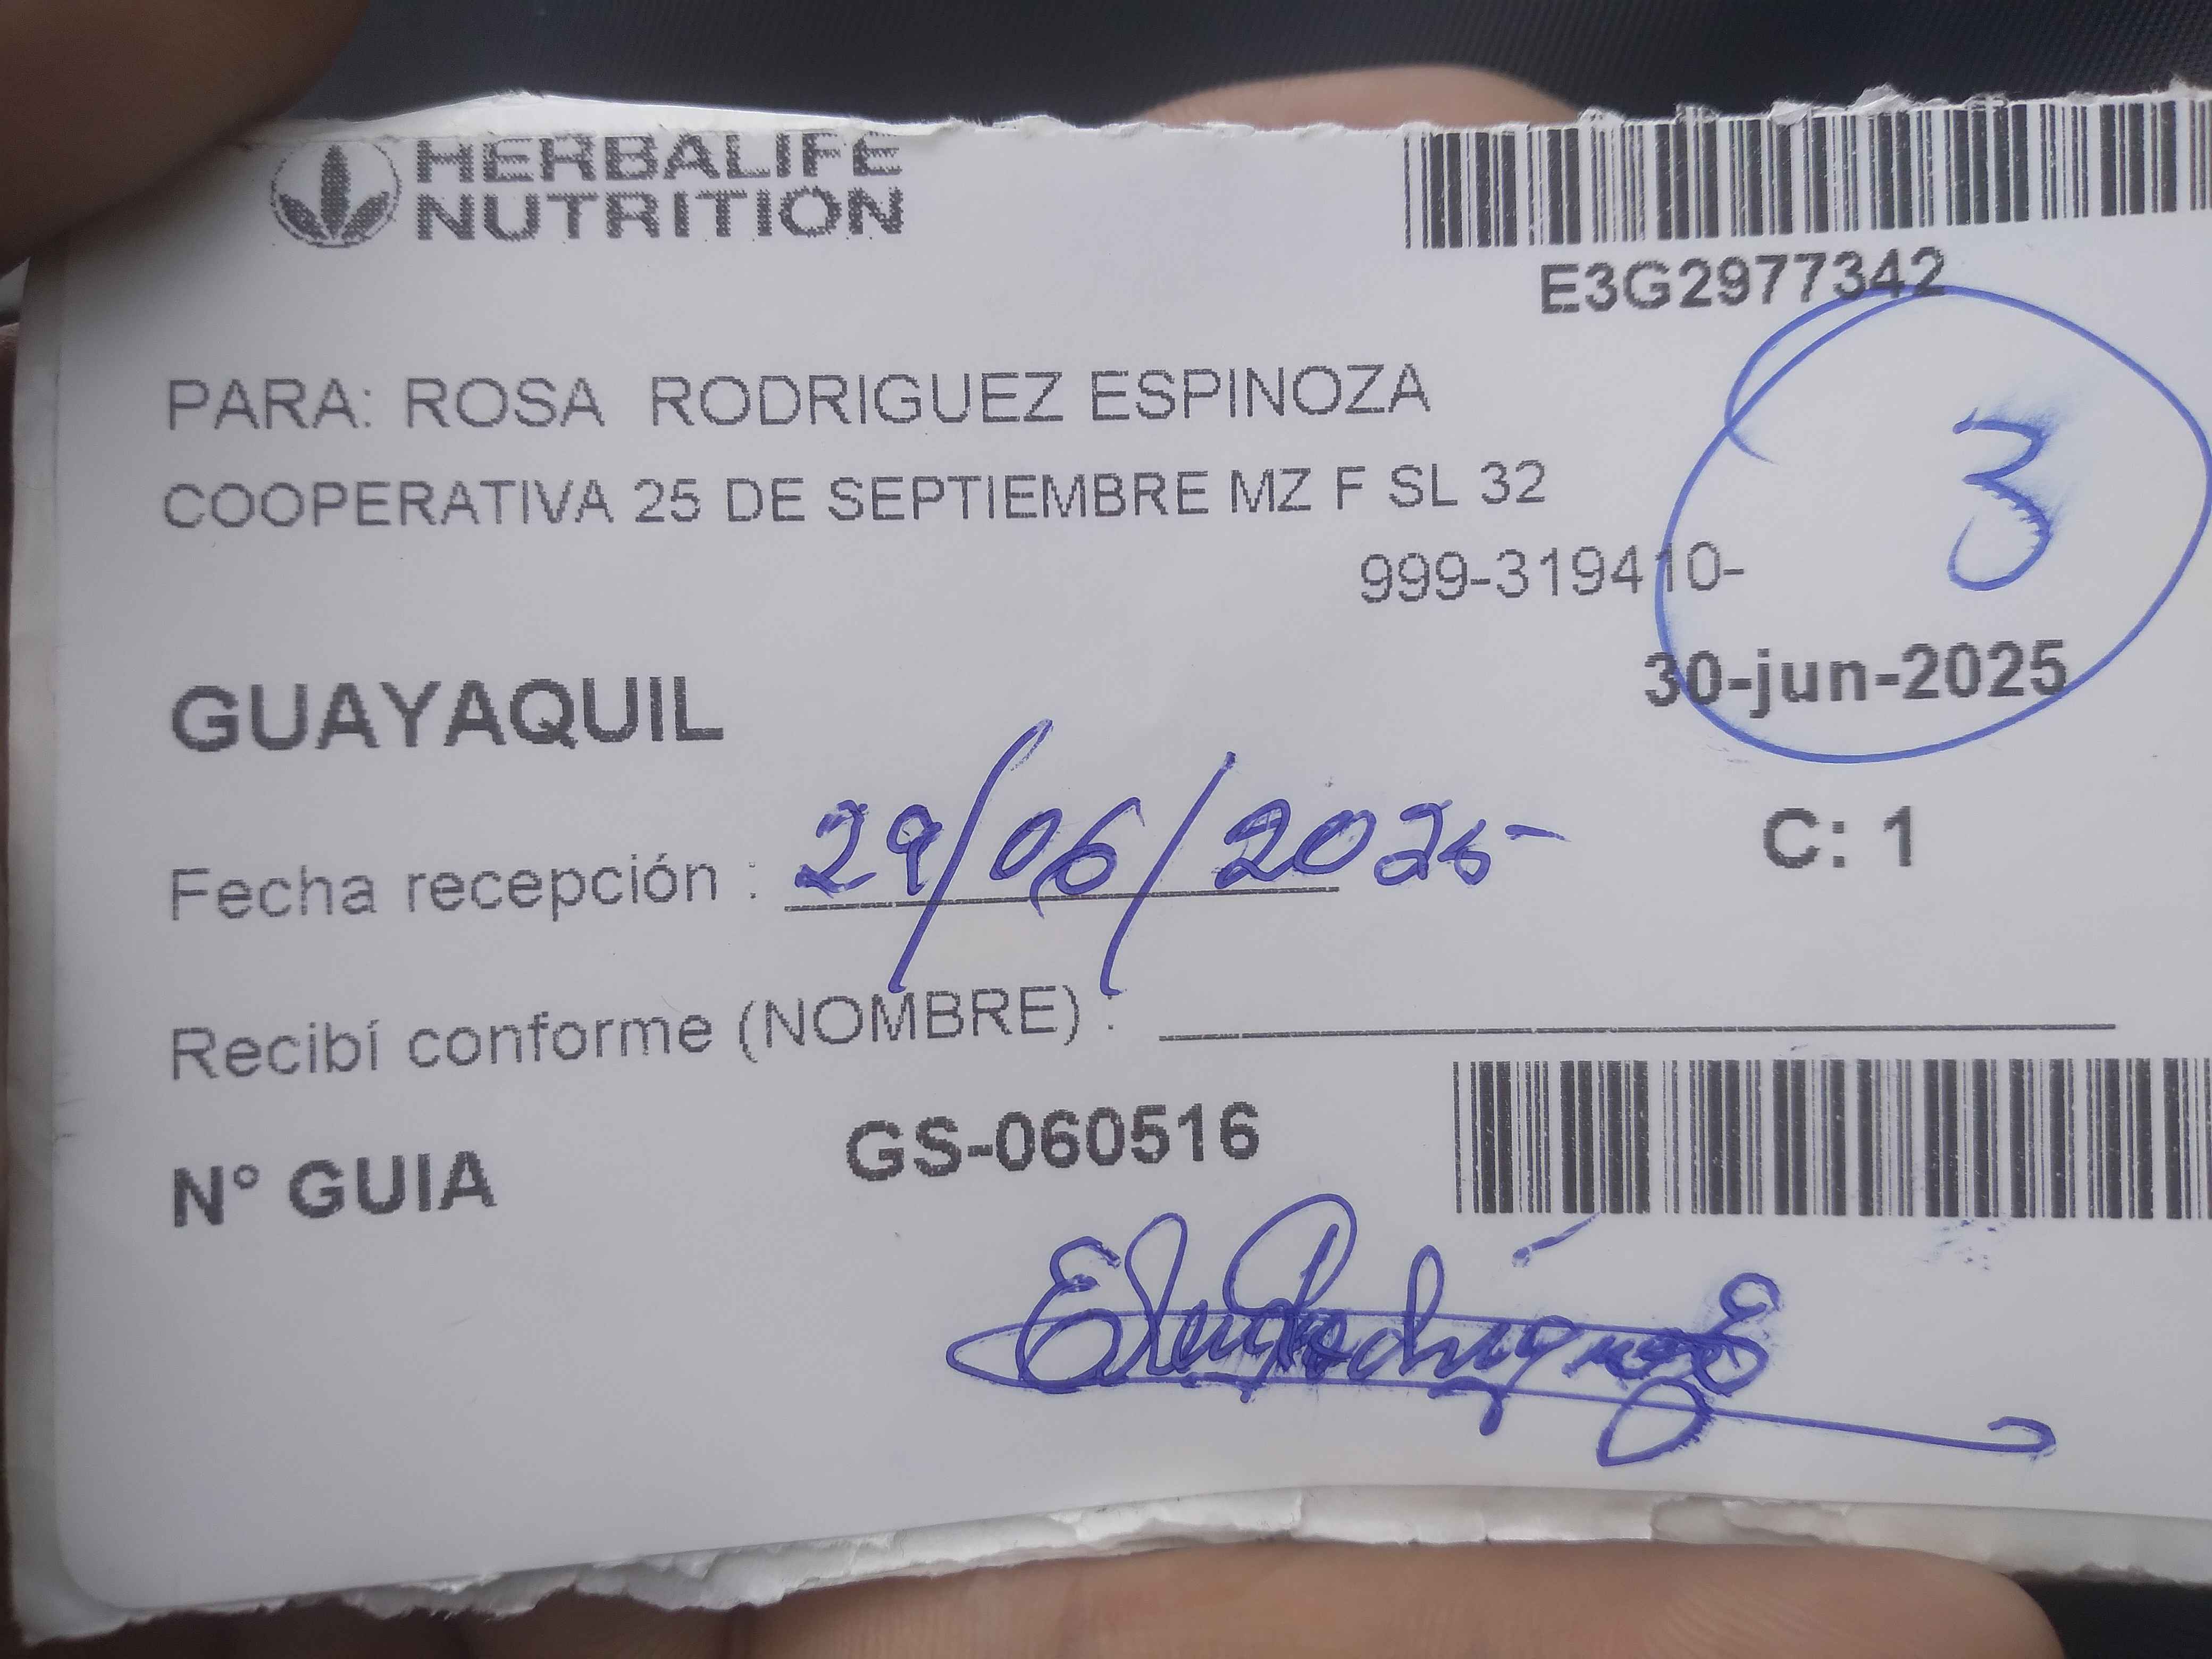 HERBALIFE
NUTRITION
E3G2977342
PARA: ROSA RODRIGUEZ ESPINOZA
3
COOPERATIVA 25 DE SEPTIEMBRE MZ F SL 32
999-319410-
GUAYAQUIL
30-jun-2025
Fecha recepción : 29/06/2025
C: 1
Recibí conforme (NOMBRE) :
N° GUIA GS-060516
Rodríguez E